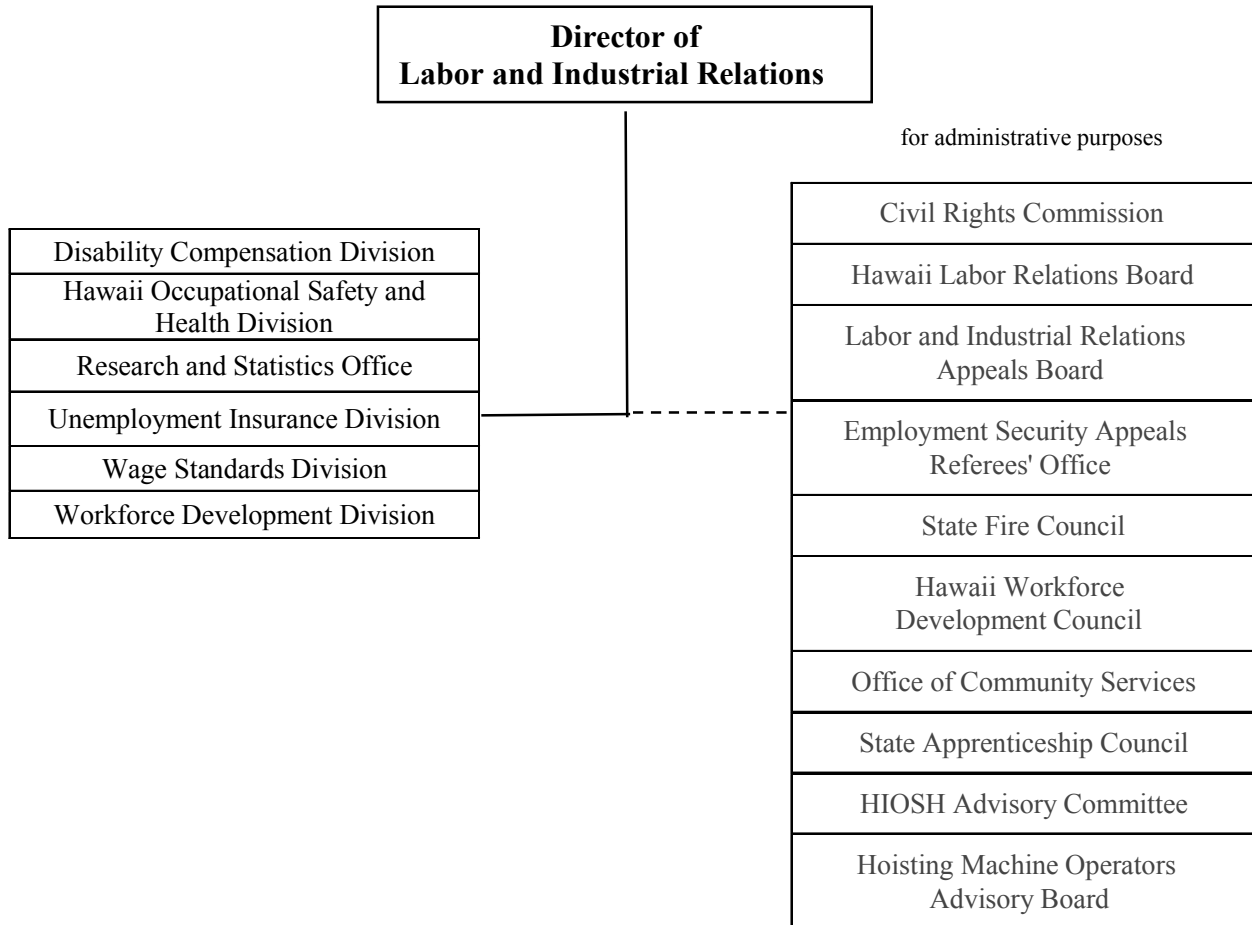 Director of
Labor and Industrial Relations
for administrative purposes
Disability Compensation Division
Hawaii Occupational Safety and
Health Division
Research and Statistics Office
Unemployment Insurance Division
Wage Standards Division
Workforce Development Division
Civil Rights Commission
Hawaii Labor Relations Board
Labor and Industrial Relations
Appeals Board
Employment Security Appeals
Referees' Office
State Fire Council
Hawaii Workforce
Development Council
Office of Community Services
State Apprenticeship Council
HIOSH Advisory Committee
Hoisting Machine Operators
Advisory Board